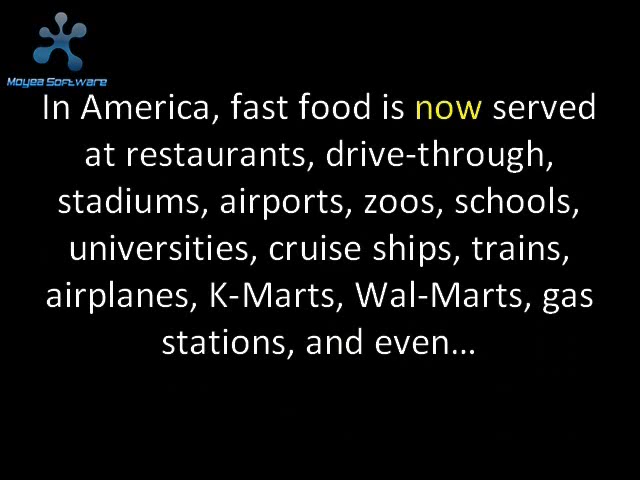 Moyea Software
In America, fast food is now served
at restaurants, drive-through,
stadiums, airports, zoos, schools,
universities, cruise ships, trains,
airplanes, K-Marts, Wal-Marts, gas
stations, and even…